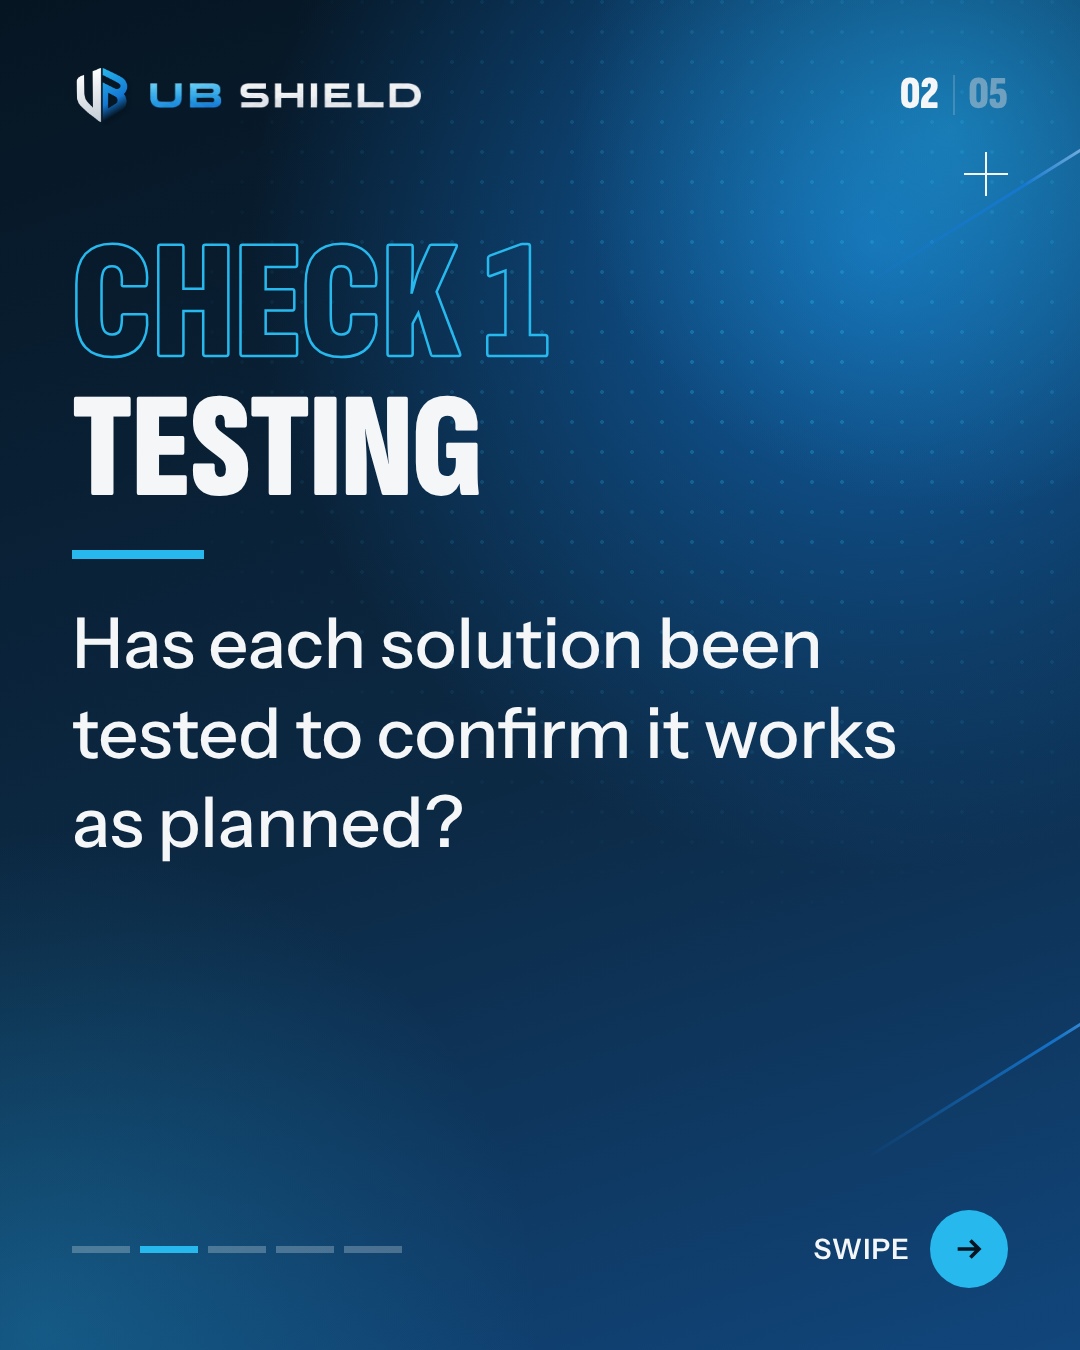 UB SHIELD
02 | 05
CHECK 1
TESTING
Has each solution been
tested to confirm it works
as planned?
SWIPE